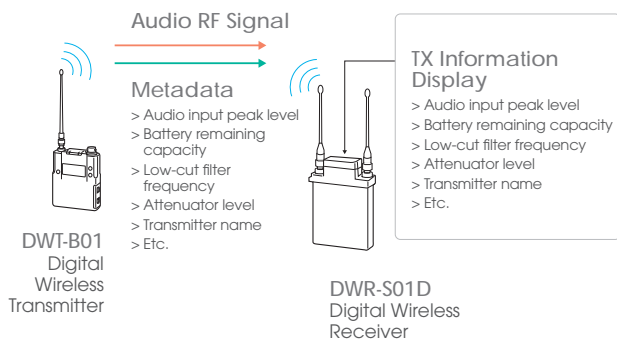 Audio RF Signal
Metadata
> Audio input peak level
> Battery remaining
capacity
> Low-cut filter
frequency
> Attenuator level
> Transmitter name
> Etc.
TX Information
Display
> Audio input peak level
> Battery remaining capacity
> Low-cut filter frequency
> Attenuator level
> Transmitter name
> Etc.
DWT-B01
Digital
Wireless
Transmitter
DWR-S01D
Digital Wireless
Receiver